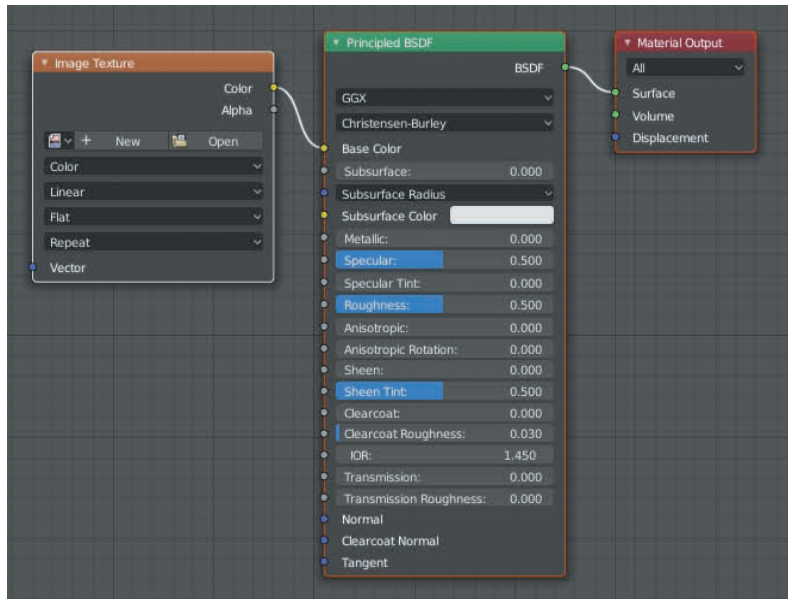 Image Texture
Color
Alpha
New
Open
Color
Linear
Flat
Repeat
Vector
Principled BSDF
BSDF
GGX
Christensen-Burley
Base Color
Subsurface: 0.000
Subsurface Radius
Subsurface Color
Metallic: 0.000
Specular: 0.500
Specular Tint: 0.000
Roughness: 0.500
Anisotropic: 0.000
Anisotropic Rotation: 0.000
Sheen: 0.000
Sheen Tint: 0.500
Clearcoat: 0.000
Clearcoat Roughness: 0.030
IOR: 1.450
Transmission: 0.000
Transmission Roughness: 0.000
Normal
Clearcoat Normal
Tangent
Material Output
All
Surface
Volume
Displacement